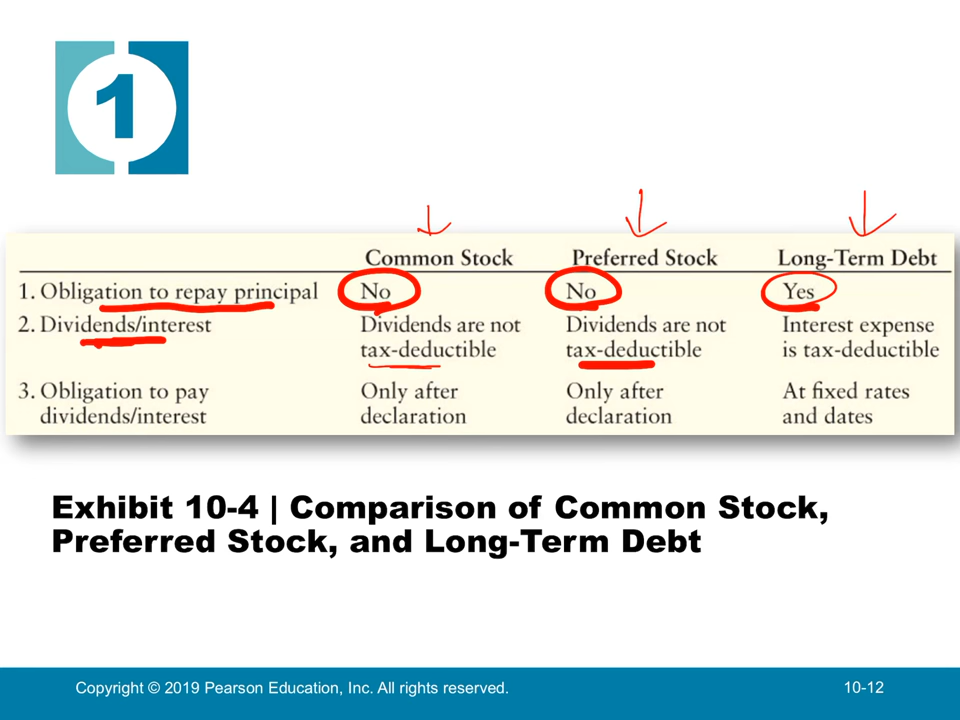 1
Common Stock Preferred Stock Long-Term Debt
1. Obligation to repay principal No No Yes
2. Dividends/interest Dividends are not Dividends are not Interest expense
tax-deductible tax-deductible is tax-deductible
3. Obligation to pay Only after Only after At fixed rates
dividends/interest declaration declaration and dates
Exhibit 10-4 | Comparison of Common Stock,
Preferred Stock, and Long-Term Debt
Copyright © 2019 Pearson Education, Inc. All rights reserved. 10-12